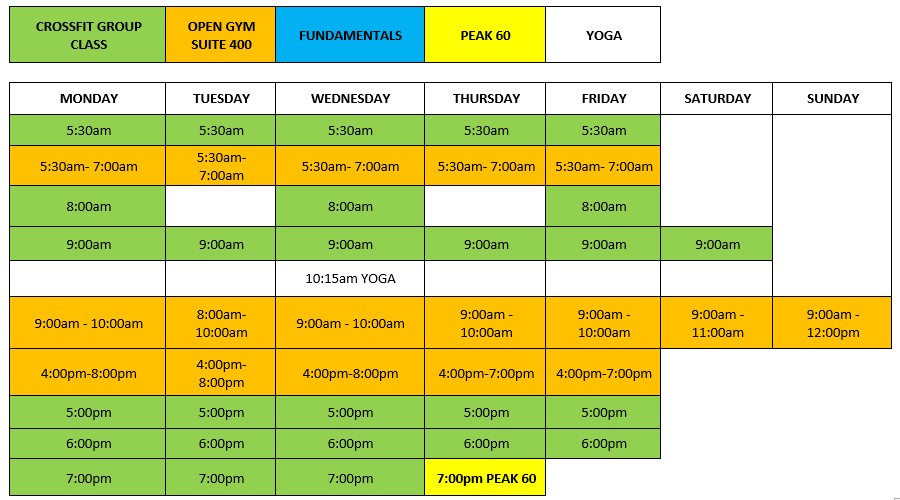 CROSSFIT GROUP CLASS OPEN GYM SUITE 400 FUNDAMENTALS PEAK 60 YOGA
MONDAY TUESDAY WEDNESDAY THURSDAY FRIDAY SATURDAY SUNDAY
5:30am 5:30am 5:30am 5:30am 5:30am
5:30am- 7:00am 5:30am- 7:00am 5:30am- 7:00am 5:30am- 7:00am 5:30am- 7:00am
8:00am 8:00am 8:00am
9:00am 9:00am 9:00am 9:00am 9:00am 9:00am
10:15am YOGA
9:00am - 10:00am 8:00am- 10:00am 9:00am - 10:00am 9:00am - 10:00am 9:00am - 10:00am 9:00am - 11:00am 9:00am - 12:00pm
4:00pm-8:00pm 4:00pm- 8:00pm 4:00pm-8:00pm 4:00pm-7:00pm 4:00pm-7:00pm
5:00pm 5:00pm 5:00pm 5:00pm 5:00pm
6:00pm 6:00pm 6:00pm 6:00pm 6:00pm
7:00pm 7:00pm 7:00pm 7:00pm PEAK 60